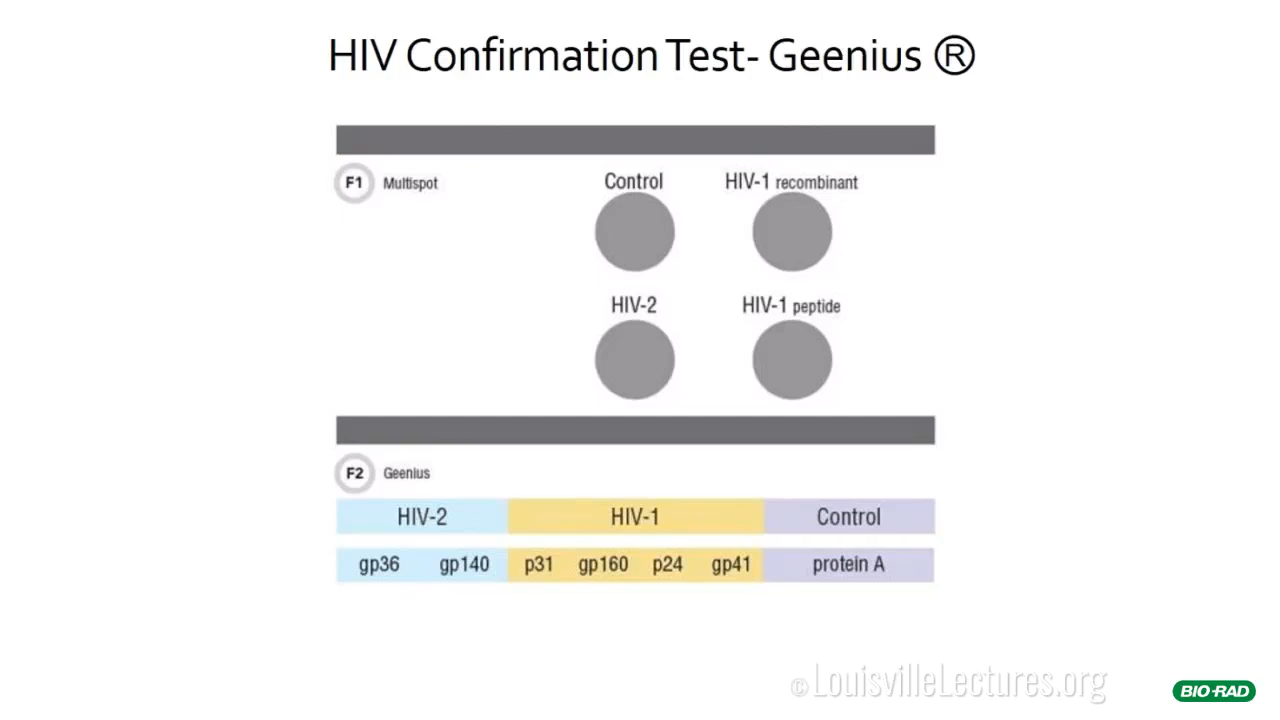 HIV Confirmation Test- Geenius ®
F1 Multispot
Control HIV-1 recombinant
HIV-2 HIV-1 peptide
F2 Geenius
HIV-2 HIV-1 Control
gp36 gp140 p31 gp160 p24 gp41 protein A
© LouisvilleLectures.org
BIO-RAD